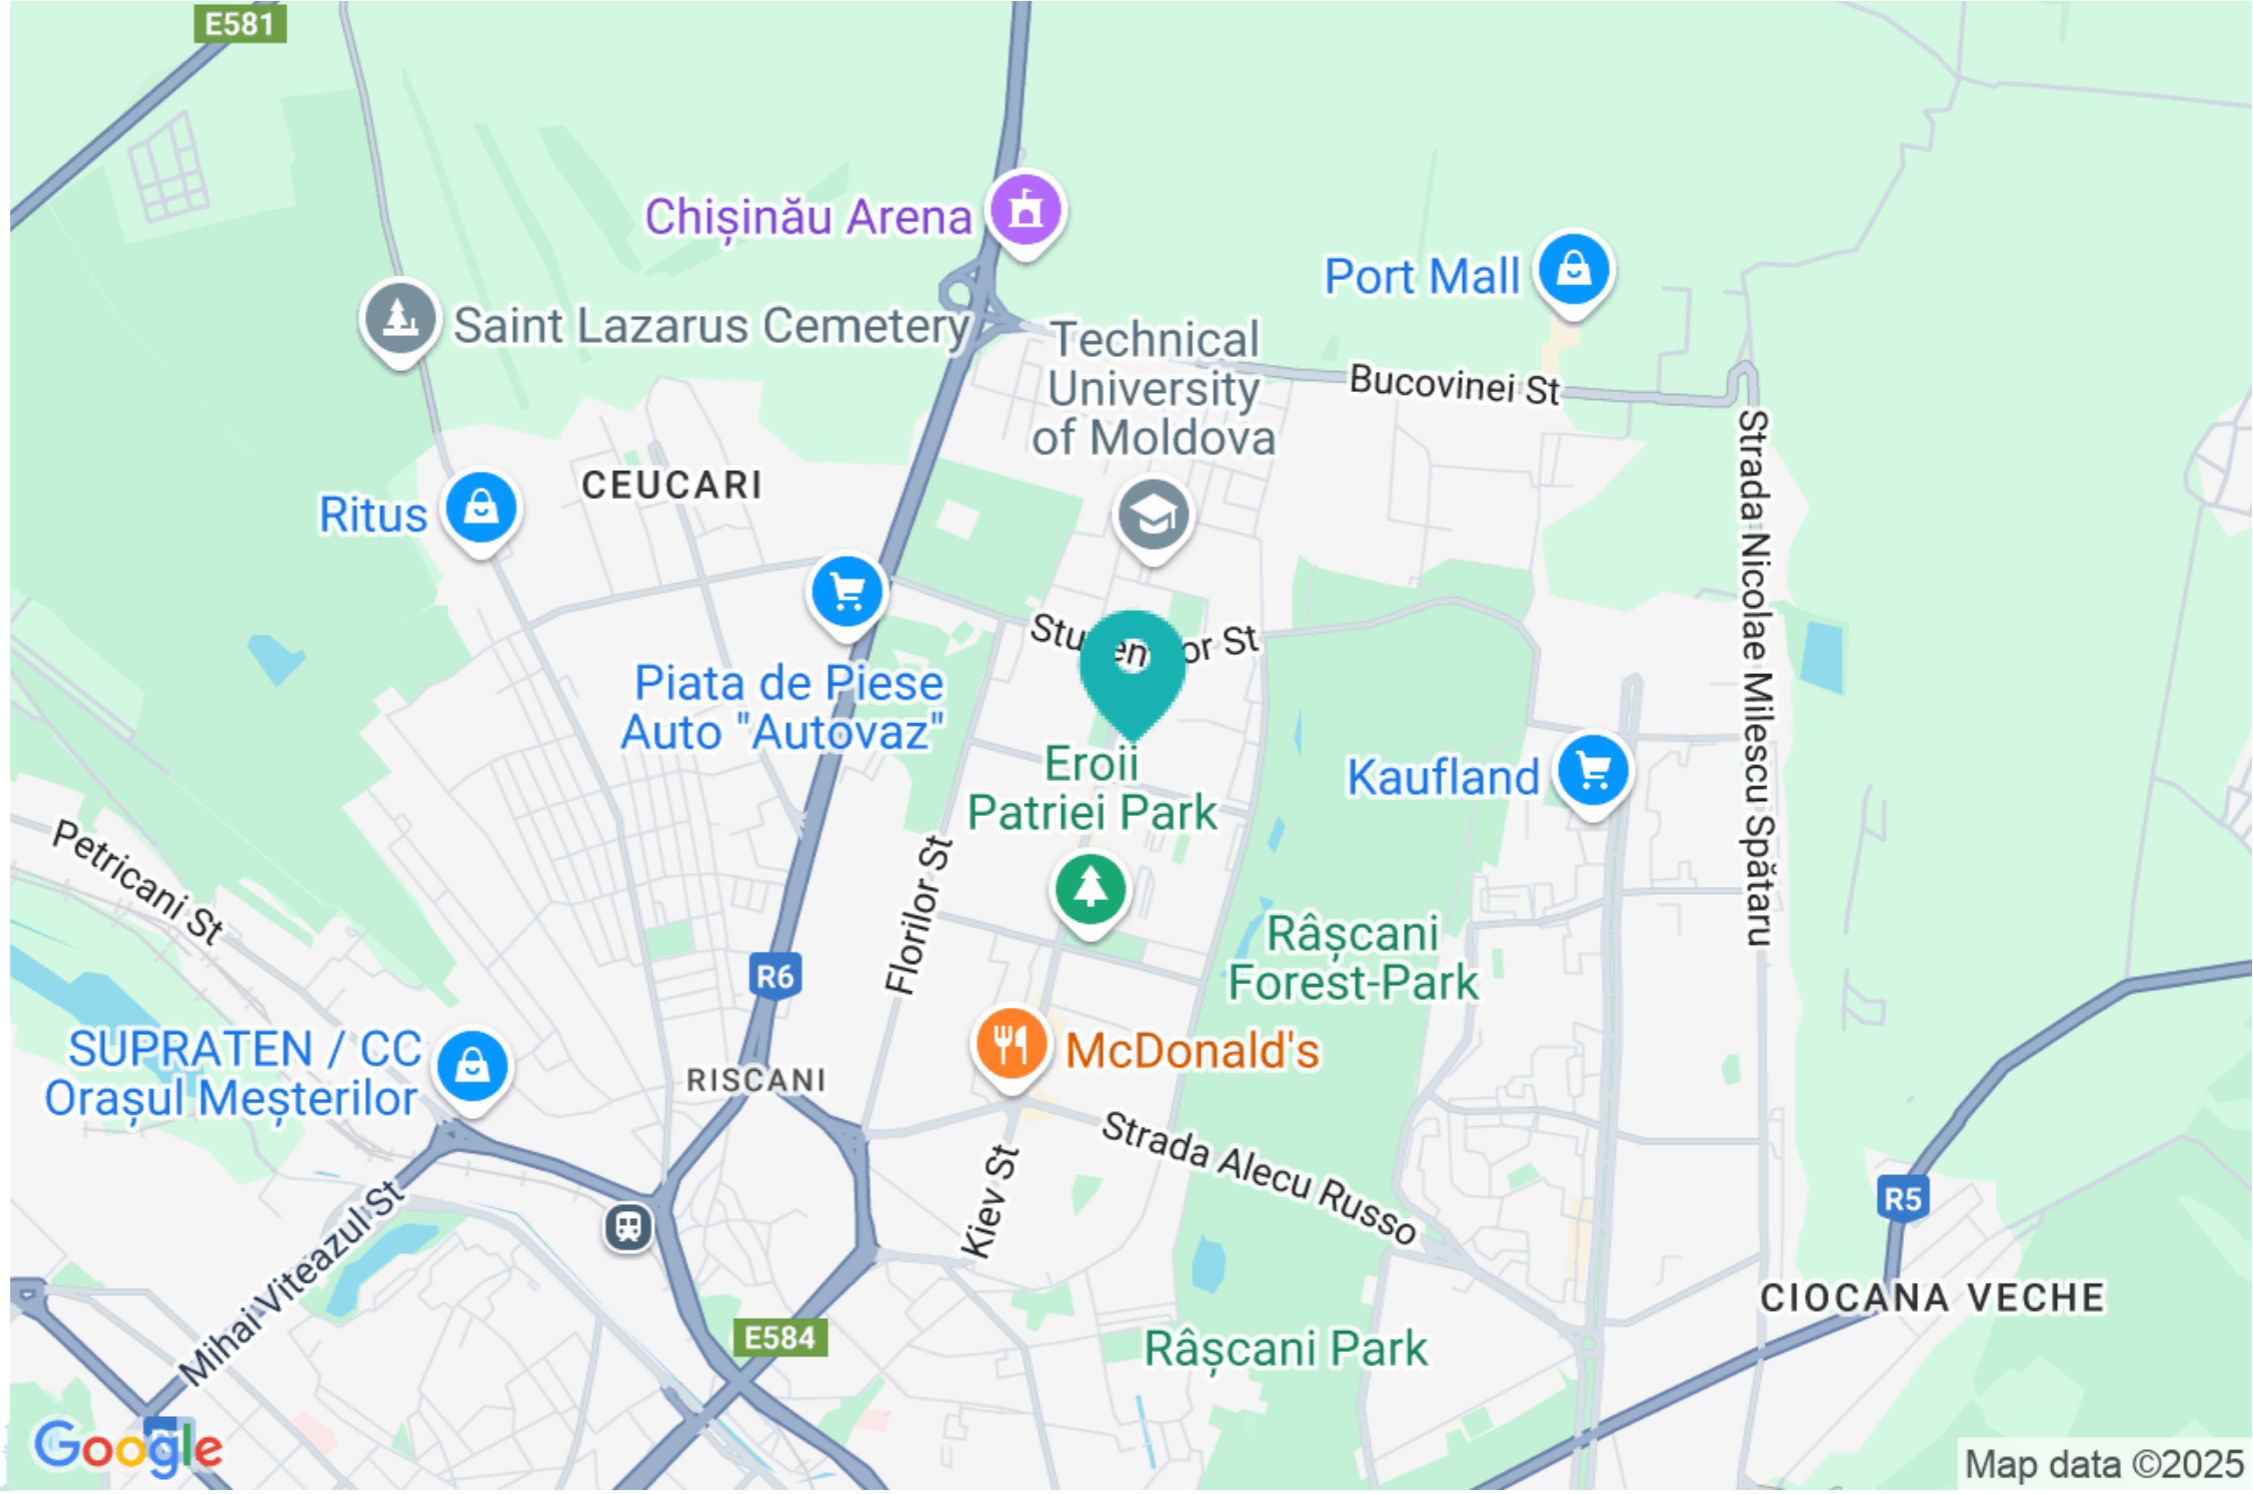 E581
Chișinău Arena
Port Mall
Saint Lazarus Cemetery
Technical
University
of Moldova
Bucovinei St
Strada Nicolae Milescu Spătaru
CEUCARI
Ritus
St
Piata de Piese
Auto "Autovaz"
Eroii
Patriei Park
Kaufland
Petricani St
Florilor St
Râșcani
Forest-Park
R6
SUPRATEN / CC
Orașul Meșterilor
McDonald's
RISCANI
Strada Alecu Russo
Kiev St
R5
Mihai Viteazul St
CIOCANA VECHE
E584
Râșcani Park
Google
Map data ©2025